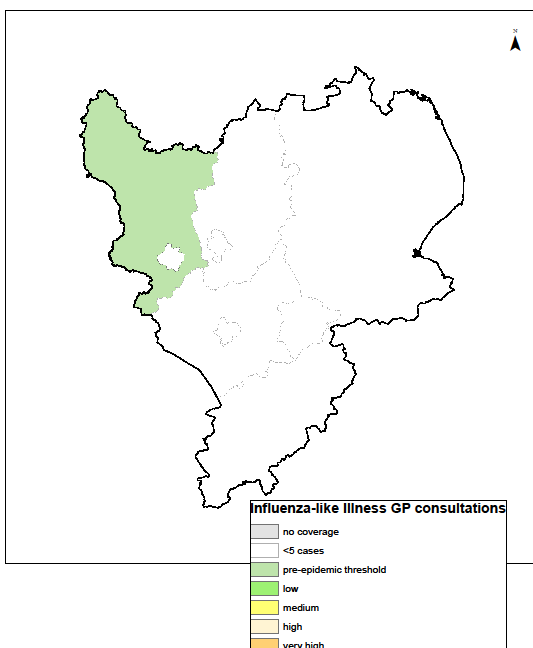 N
Influenza-like Illness GP consultations
no coverage
<5 cases
pre-epidemic threshold
low
medium
high
very high